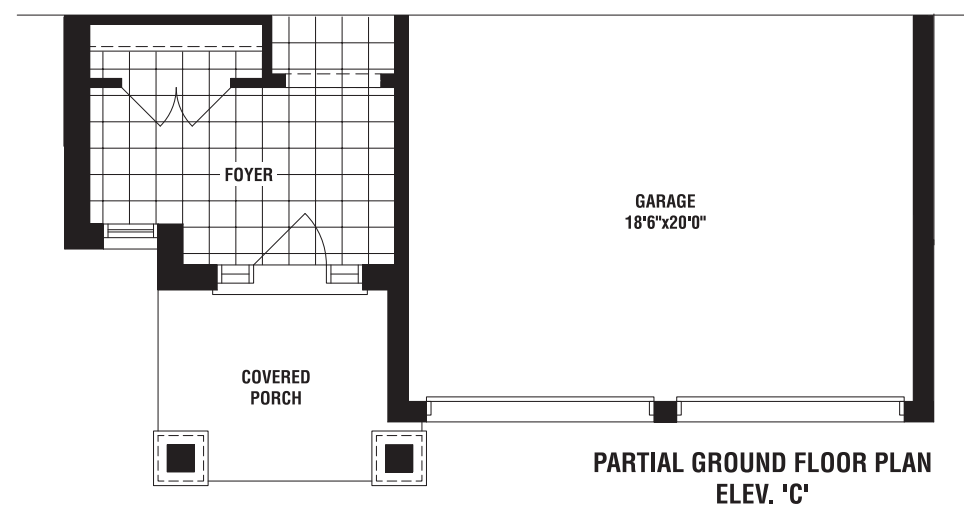 FOYER
GARAGE
18'6"x20'0"
COVERED
PORCH
PARTIAL GROUND FLOOR PLAN
ELEV. 'C'